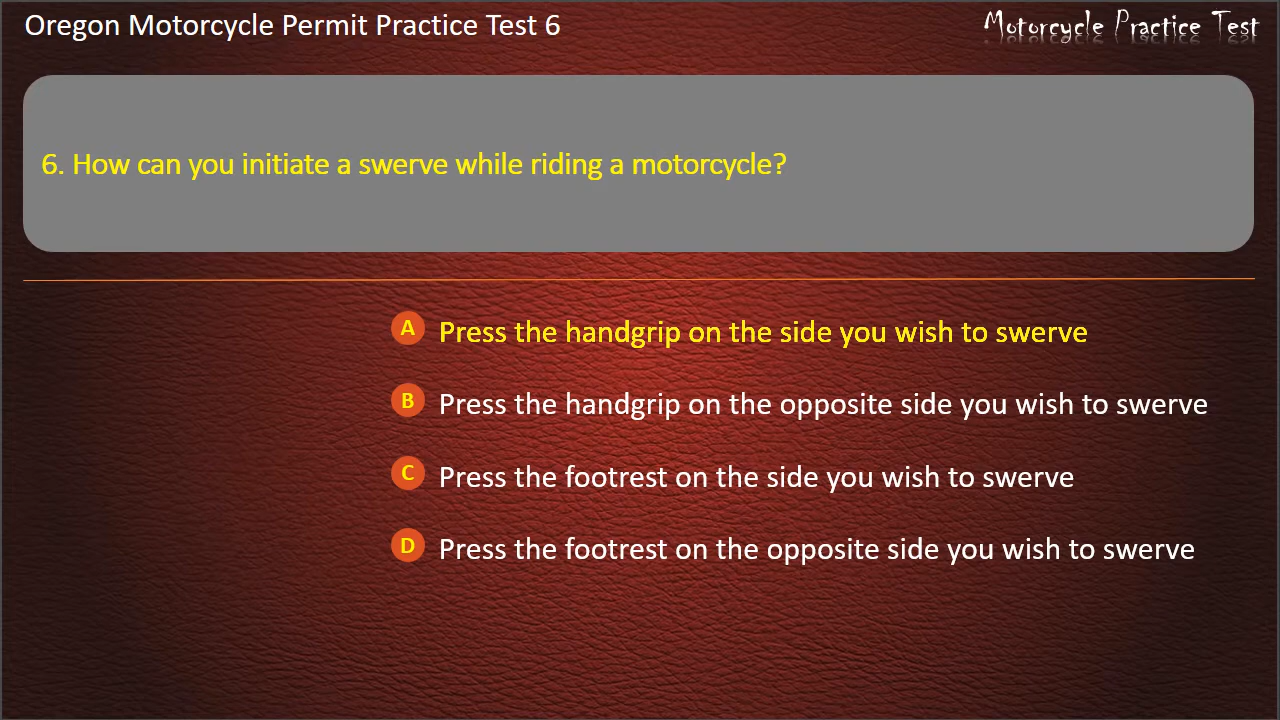 Oregon Motorcycle Permit Practice Test 6
Motorcycle Practice Test
6. How can you initiate a swerve while riding a motorcycle?
A Press the handgrip on the side you wish to swerve
B Press the handgrip on the opposite side you wish to swerve
C Press the footrest on the side you wish to swerve
D Press the footrest on the opposite side you wish to swerve